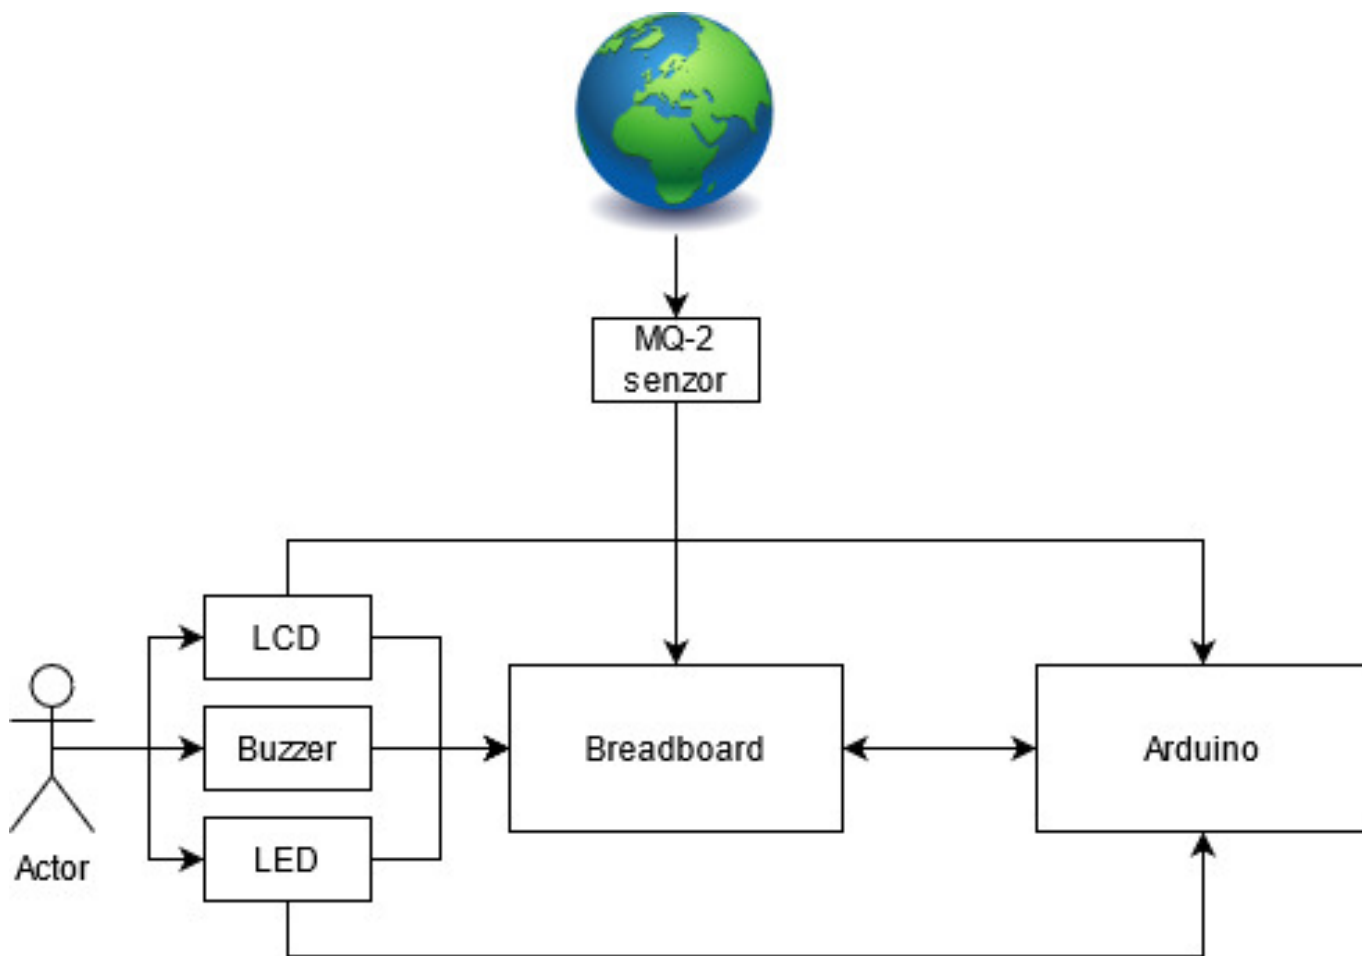 MQ-2
senzor
LCD
Buzzer
Breadboard
Arduino
LED
Actor